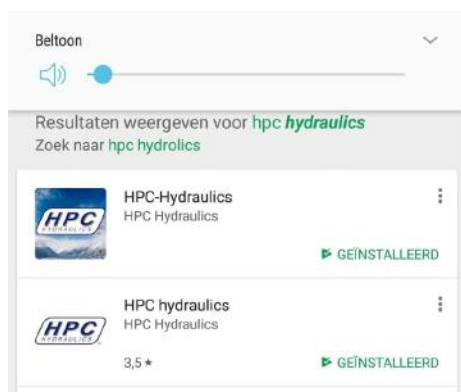 Beltoon
Resultaten weergeven voor hpc hydraulics
Zoek naar hpc hydrolics
HPC
HYDRAULICS
HPC-Hydraulics
HPC Hydraulics
GEÏNSTALLEERD
HPC
HYDRAULICS
HPC hydraulics
HPC Hydraulics
3,5 ★
GEÏNSTALLEERD